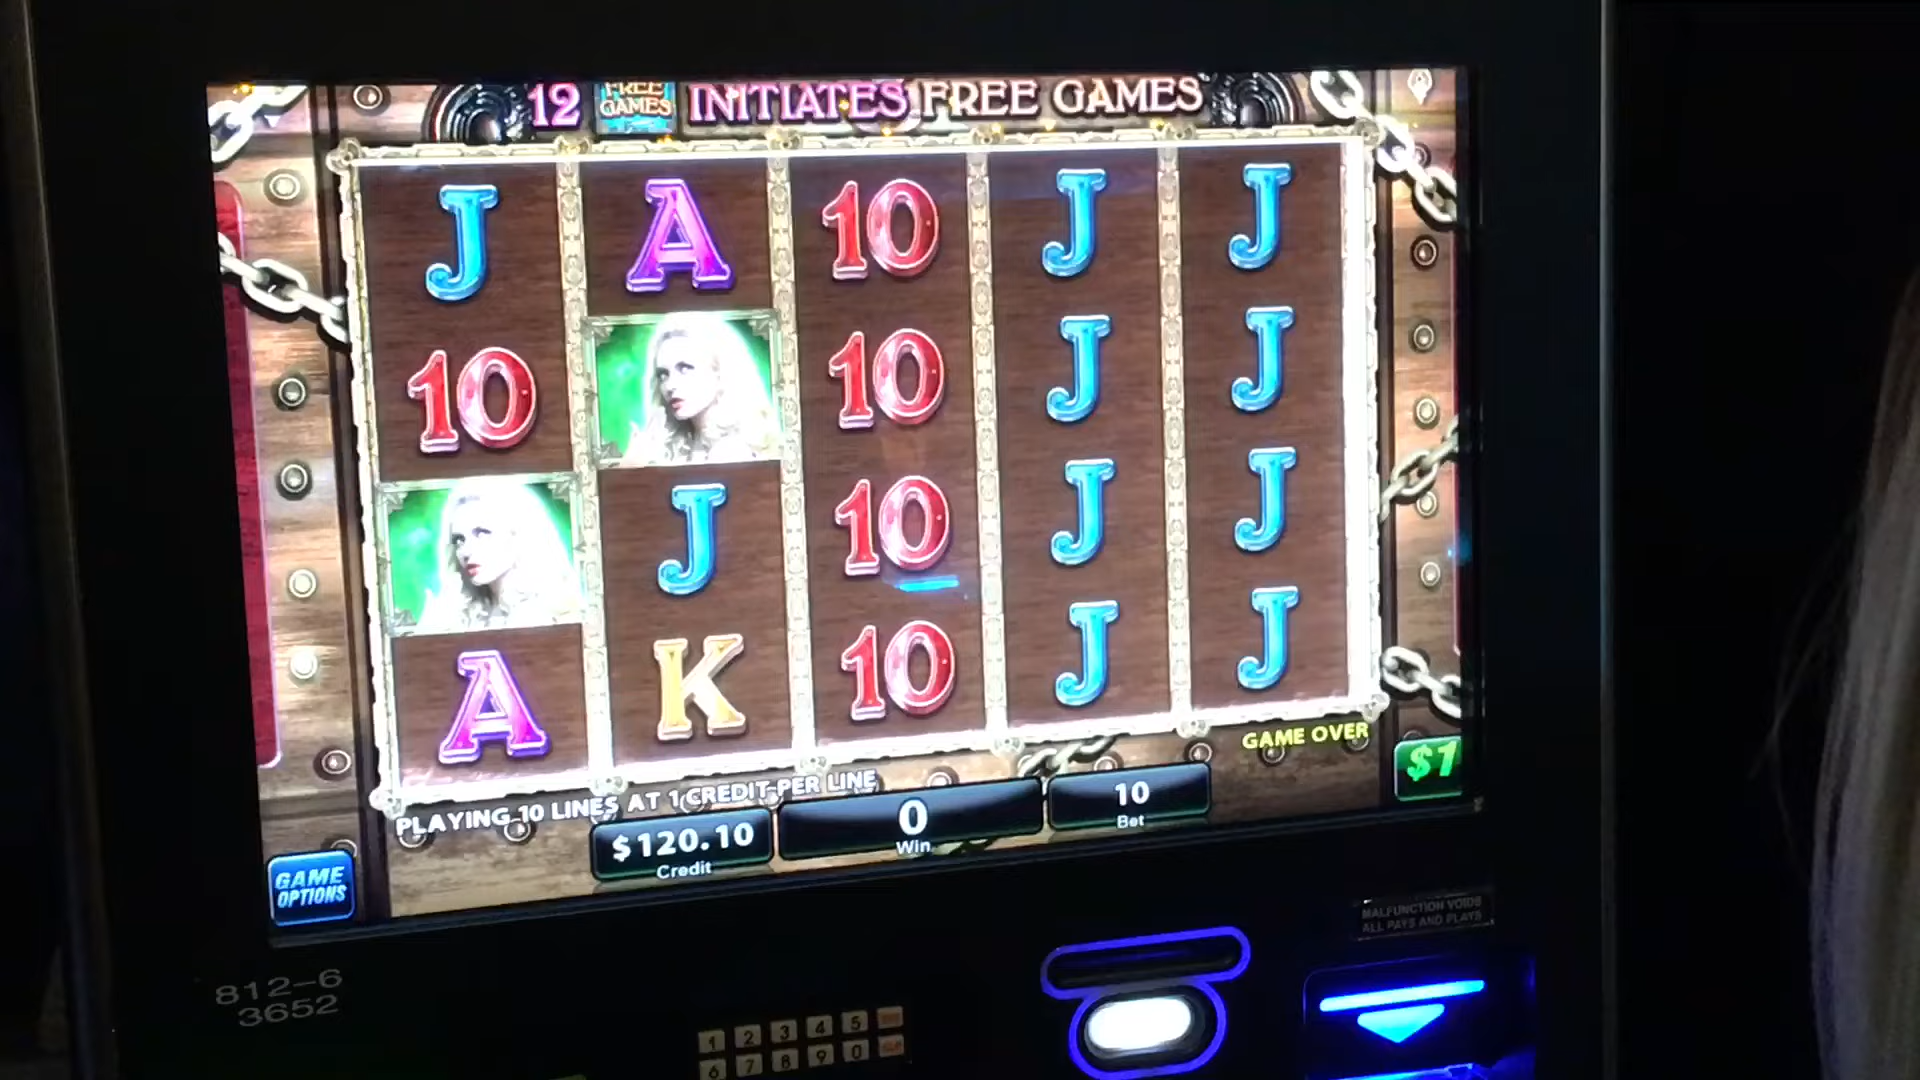 12 FREE GAMES INITIATES FREE GAMES
J A 10 J J
10 10 J J
J 10 J J
A K 10 J J
GAME OVER
$1
PLAYING 10 LINES AT 1 CREDIT PER LINE
$120.10
Credit
0
Win
10
Bet
GAME
OPTIONS
MALFUNCTION VOIDS
ALL PAYS AND PLAYS
812-6
3652
1 2 3 4 5
6 7 8 9 0